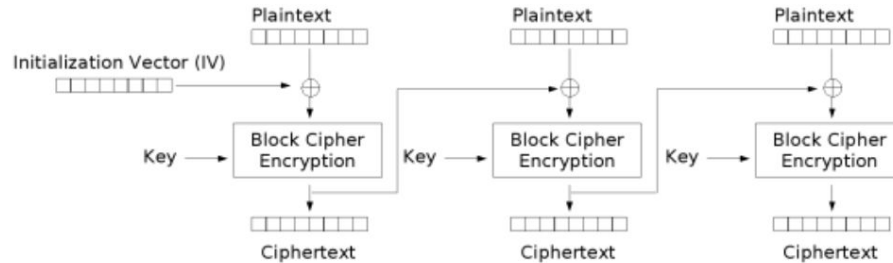 Plaintext Plaintext Plaintext
Initialization Vector (IV)
Key Block Cipher Encryption Key Block Cipher Encryption Key Block Cipher Encryption
Ciphertext Ciphertext Ciphertext